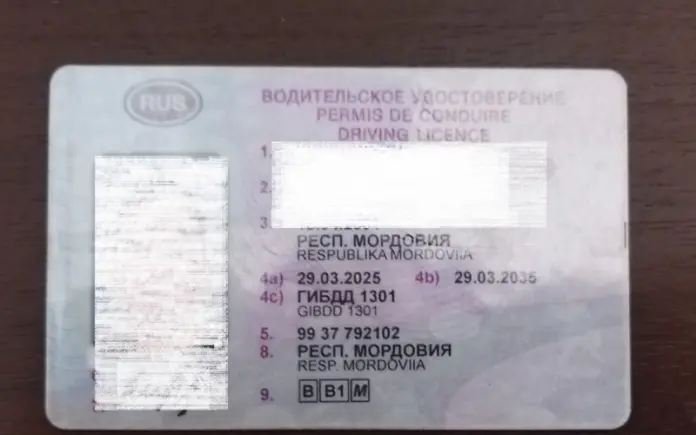 RUS
ВОДИТЕЛЬСКОЕ УДОСТОВЕРЕНИЕ
PERMIS DE CONDUIRE
DRIVING LICENCE
1.
2.
3.
РЕСП. МОРДОВИЯ
RESPUBLIKA MORDOVIIA
4a) 29.03.2025 4b) 29.03.2035
4c) ГИБДД 1301
GIBDD 1301
5. 99 37 792102
8. РЕСП. МОРДОВИЯ
RESP. MORDOVIIA
9. B B1 M